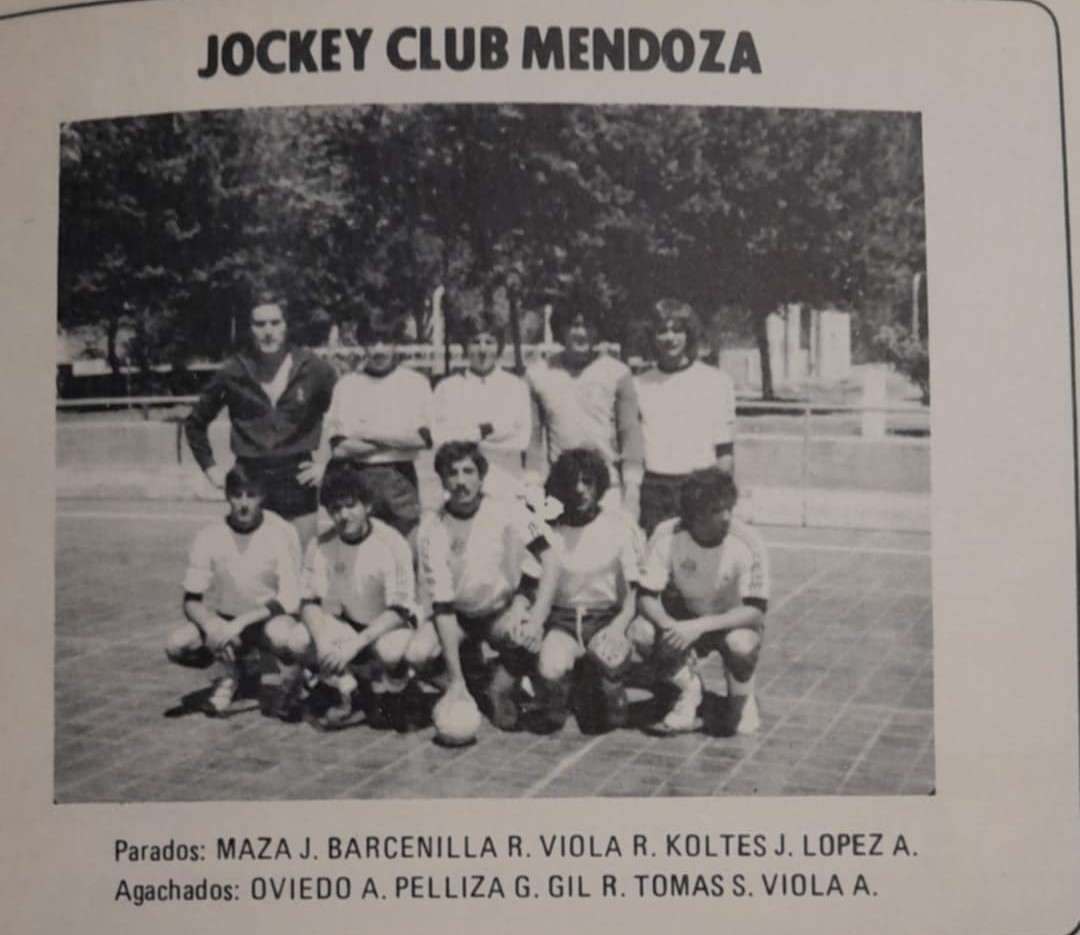 JOCKEY CLUB MENDOZA
Parados: MAZA J. BARCENILLA R. VIOLA R. KOLTES J. LOPEZ A.
Agachados: OVIEDO A. PELLIZA G. GIL R. TOMAS S. VIOLA A.